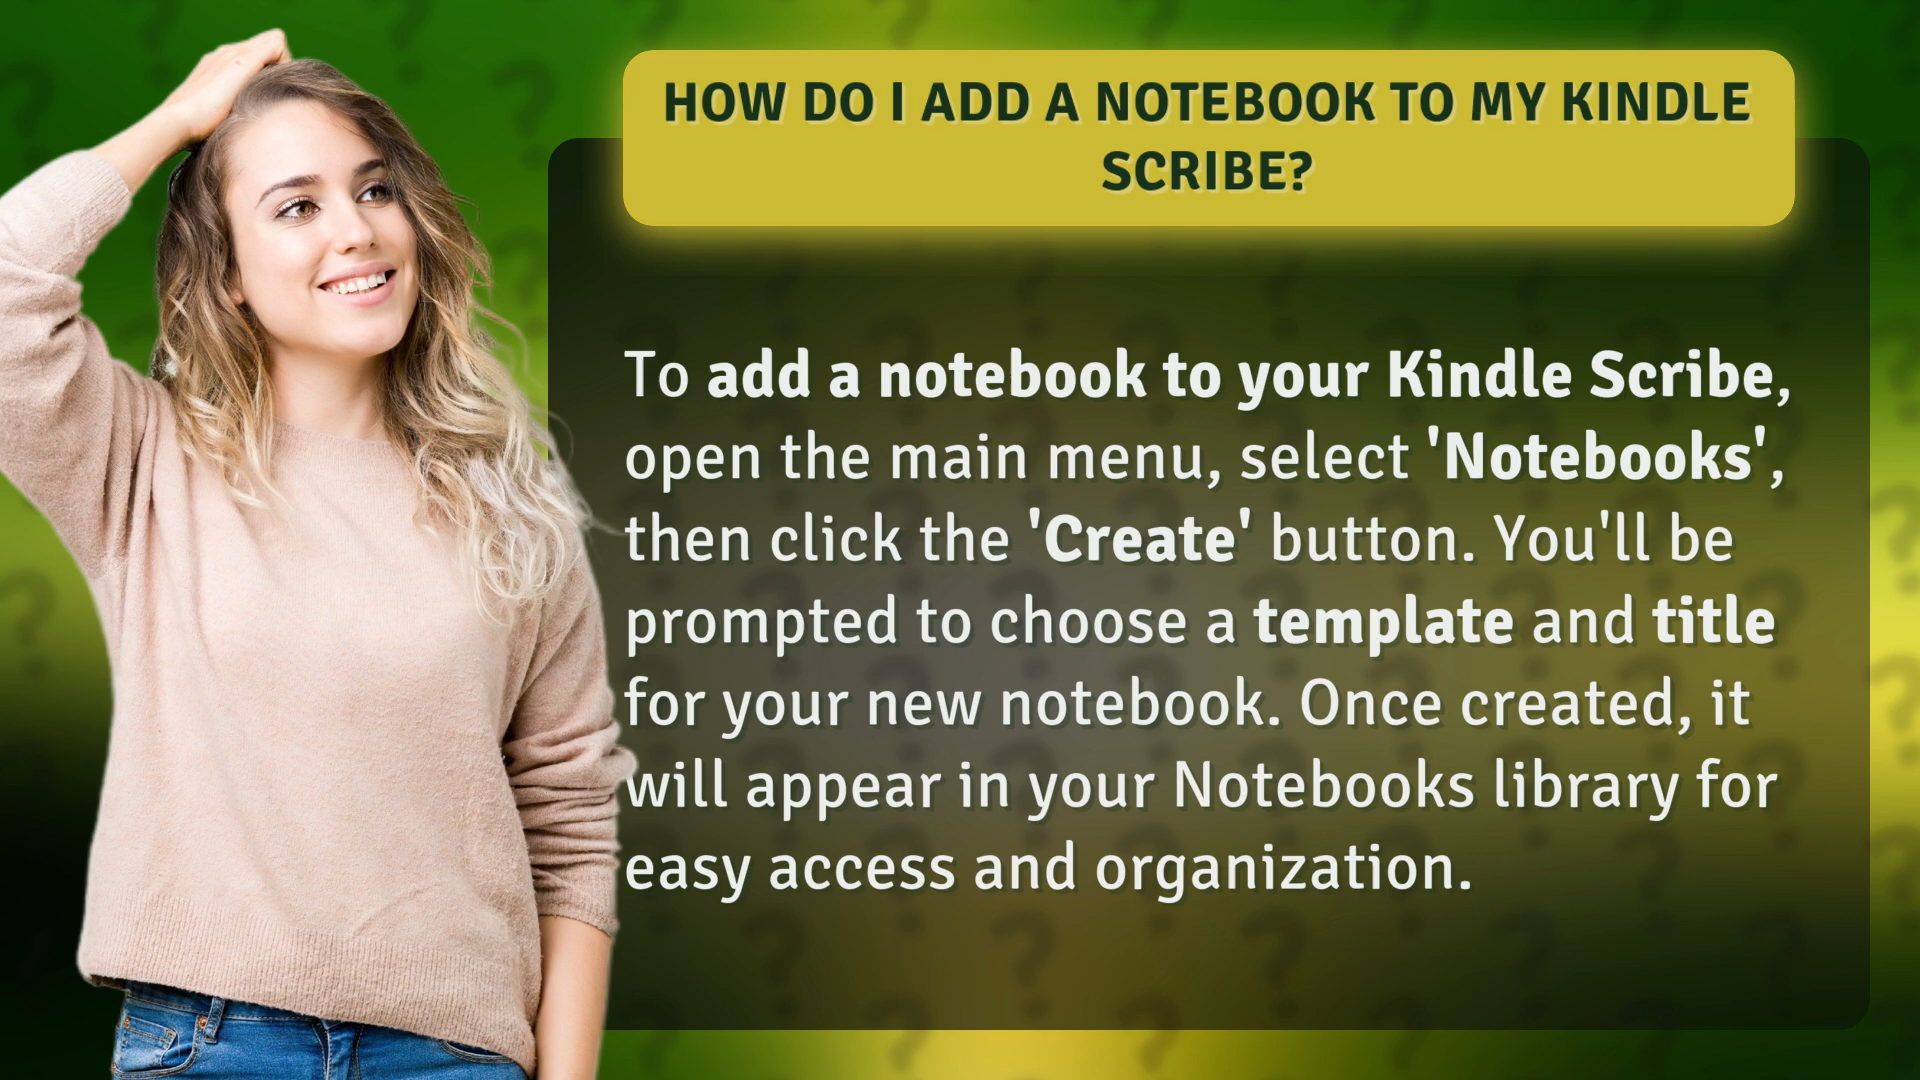 HOW DO I ADD A NOTEBOOK TO MY KINDLE
SCRIBE?
To add a notebook to your Kindle Scribe,
open the main menu, select 'Notebooks',
then click the 'Create' button. You'll be
prompted to choose a template and title
for your new notebook. Once created, it
will appear in your Notebooks library for
easy access and organization.